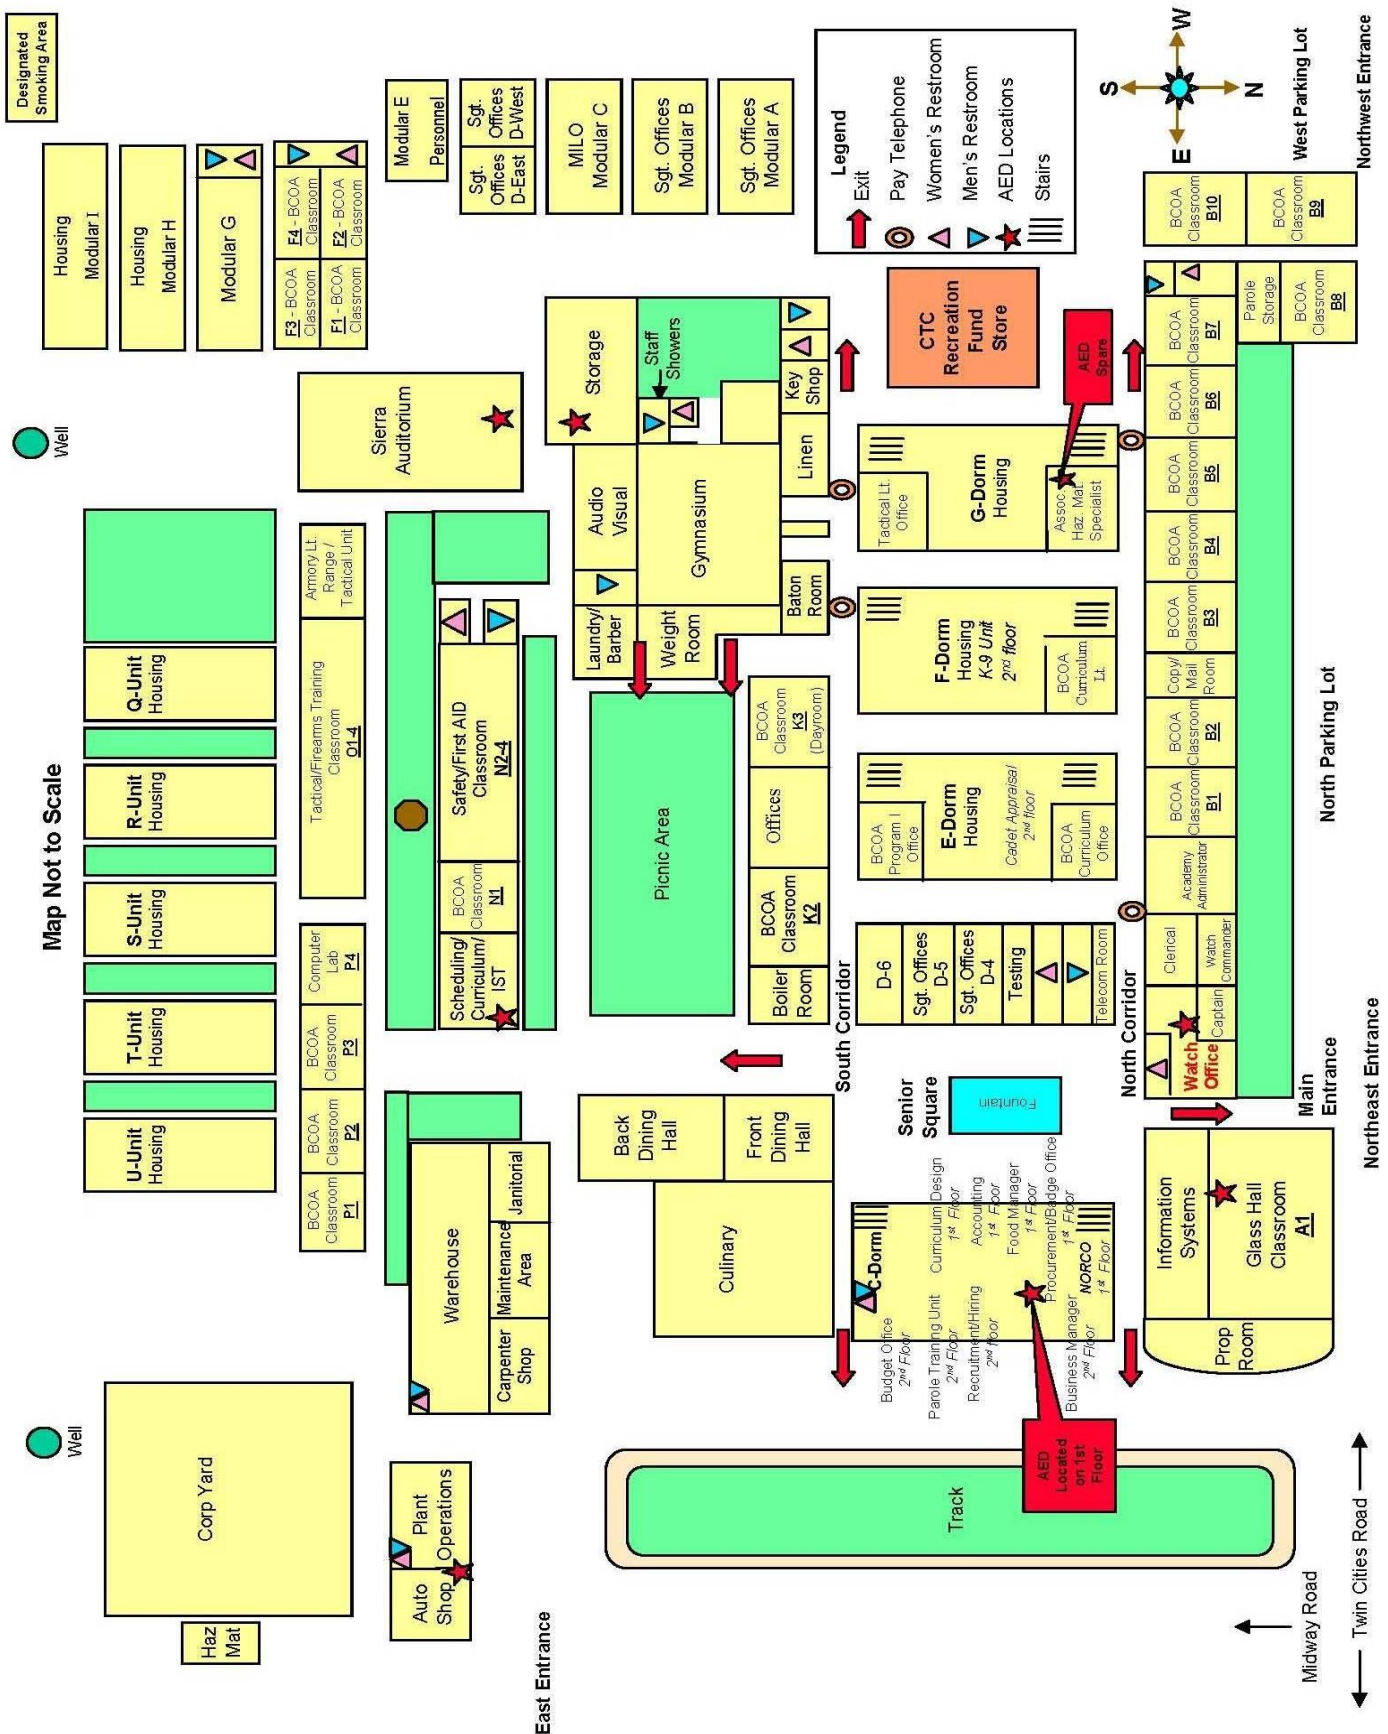 Map Not to Scale
Designated
Smoking Area
Well
Well
Haz
Mat
Corp Yard
U-Unit
Housing
T-Unit
Housing
S-Unit
Housing
R-Unit
Housing
Q-Unit
Housing
Housing
Modular I
Housing
Modular H
Modular G
F3 - BCOA
Classroom
F4 - BCOA
Classroom
F1 - BCOA
Classroom
F2 - BCOA
Classroom
BCOA
Classroom
P1
BCOA
Classroom
P2
BCOA
Classroom
P3
Computer
Lab
P4
Tactical/Firearms Training
Classroom
O1-4
Armory Lt.
Range /
Tactical Unit
Sierra
Auditorium
Modular E
Personnel
Sgt.
Offices
D-East
Sgt.
Offices
D-West
MILO
Modular C
Sgt. Offices
Modular B
Sgt. Offices
Modular A
Auto
Shop
Plant
Operations
East Entrance
Warehouse
Carpenter
Shop
Maintenance
Area
Janitorial
Scheduling/
Curriculum/
IST
BCOA
Classroom
N1
Safety/First AID
Classroom
N2-4
Laundry/
Barber
Audio
Visual
Storage
Weight
Room
Gymnasium
Staff
Showers
Baton
Room
Linen
Key
Shop
Picnic Area
Back
Dining
Hall
Front
Dining
Hall
Culinary
Boiler
Room
BCOA
Classroom
K2
Offices
BCOA
Classroom
K3
(Dayroom)
South Corridor
Legend
Exit
Pay Telephone
Women's Restroom
Men's Restroom
AED Locations
Stairs
C-Dorm
Budget Office
2nd Floor
Parole Training Unit
2nd Floor
Recruitment/Hiring
2nd floor
Curriculum Design
1st Floor
Accounting
1st Floor
Food Manager
1st Floor
Procurement/Badge Office
1st Floor
Business Manager
2nd Floor
NORCO
1st Floor
AED
Located
on 1st
Floor
Track
Senior
Square
Fountain
D-6
Sgt. Offices
D-5
Sgt. Offices
D-4
Testing
Telecom Room
BCOA
Program I
Office
E-Dorm
Housing
Cadet Appraisal
2nd floor
BCOA
Curriculum
Office
F-Dorm
Housing
K-9 Unit
2nd floor
BCOA
Curriculum
Lt.
Tactical Lt.
Office
G-Dorm
Housing
Assoc.
Haz. Mat.
Specialist
AED
Spare
CTC
Recreation
Fund
Store
North Corridor
Prop
Room
Information
Systems
Glass Hall
Classroom
A1
Watch
Office
Captain
Clerical
Watch
Commander
Academy
Administrator
BCOA
Classroom
B1
BCOA
Classroom
B2
Copy/
Mail
Room
BCOA
Classroom
B3
BCOA
Classroom
B4
BCOA
Classroom
B5
BCOA
Classroom
B6
BCOA
Classroom
B7
Parole
Storage
BCOA
Classroom
B8
BCOA
Classroom
B10
BCOA
Classroom
B9
S
E
W
N
Main
Entrance
North Parking Lot
West Parking Lot
Midway Road
Twin Cities Road
Northeast Entrance
Northwest Entrance